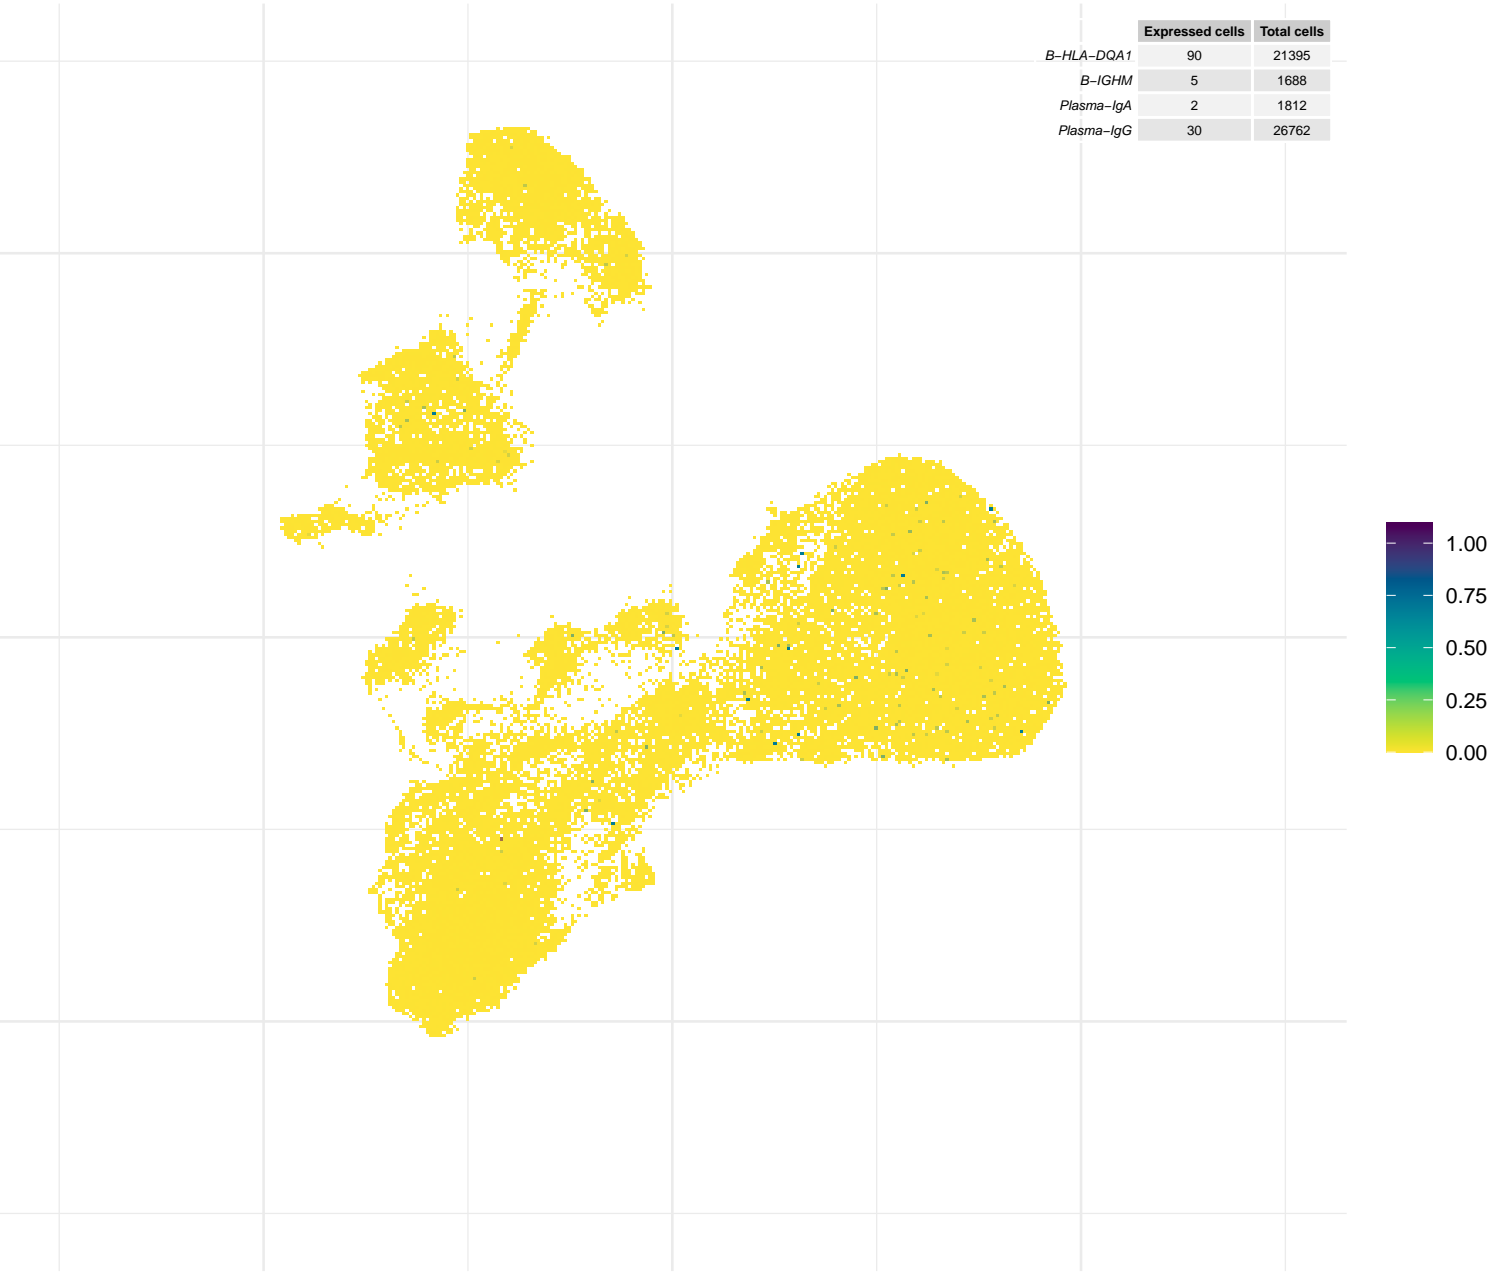 Expressed cells Total cells
B−HLA−DQA1 90 21395
B−IGHM 5 1688
Plasma−IgA 2 1812
Plasma−IgG 30 26762
1.00
0.75
0.50
0.25
0.00